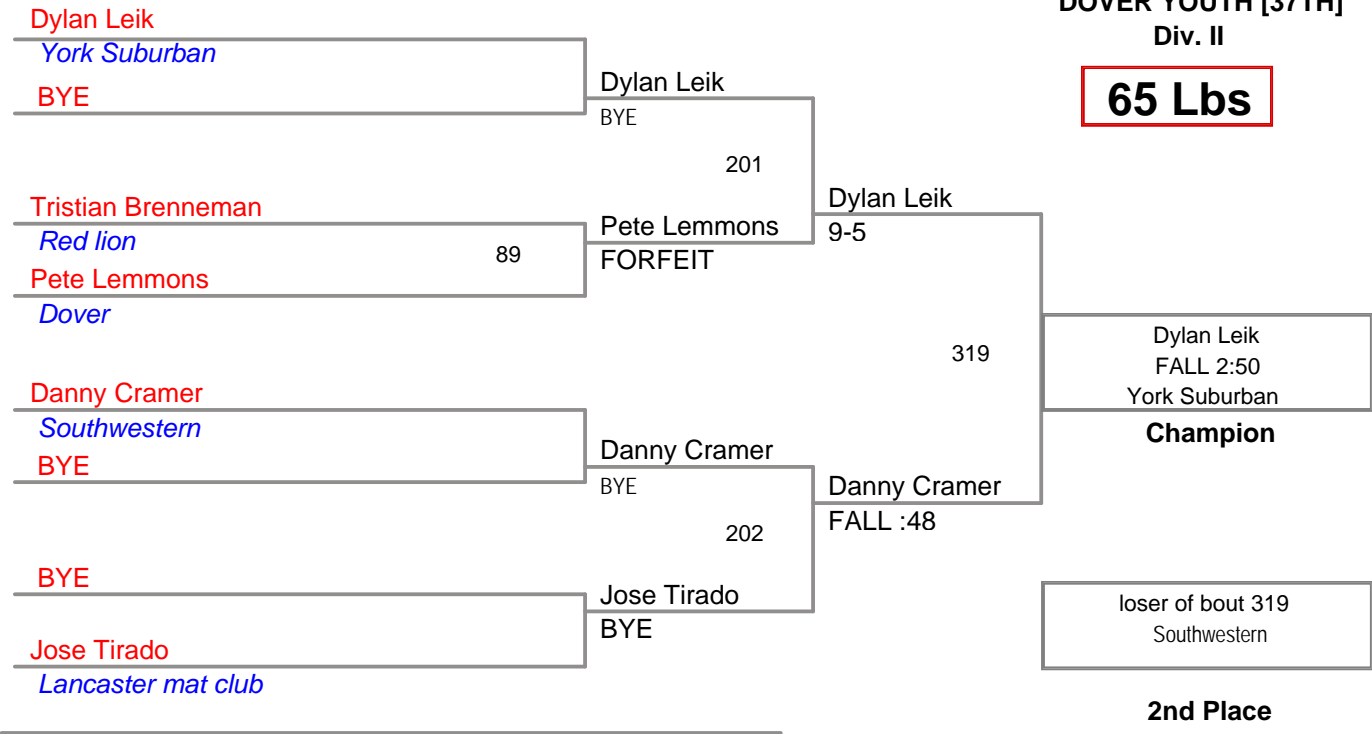 DOVER YOUTH [37TH]
Div. II
65 Lbs
Dylan Leik
York Suburban
BYE
Dylan Leik
BYE
201
Tristian Brenneman
Red lion
89
Pete Lemmons
Dover
Pete Lemmons
FORFEIT
Dylan Leik
9-5
319
Danny Cramer
Southwestern
BYE
Danny Cramer
BYE
202
BYE
Jose Tirado
Lancaster mat club
Jose Tirado
BYE
Danny Cramer
FALL :48
Dylan Leik
FALL 2:50
York Suburban
Champion
loser of bout 319
Southwestern
2nd Place